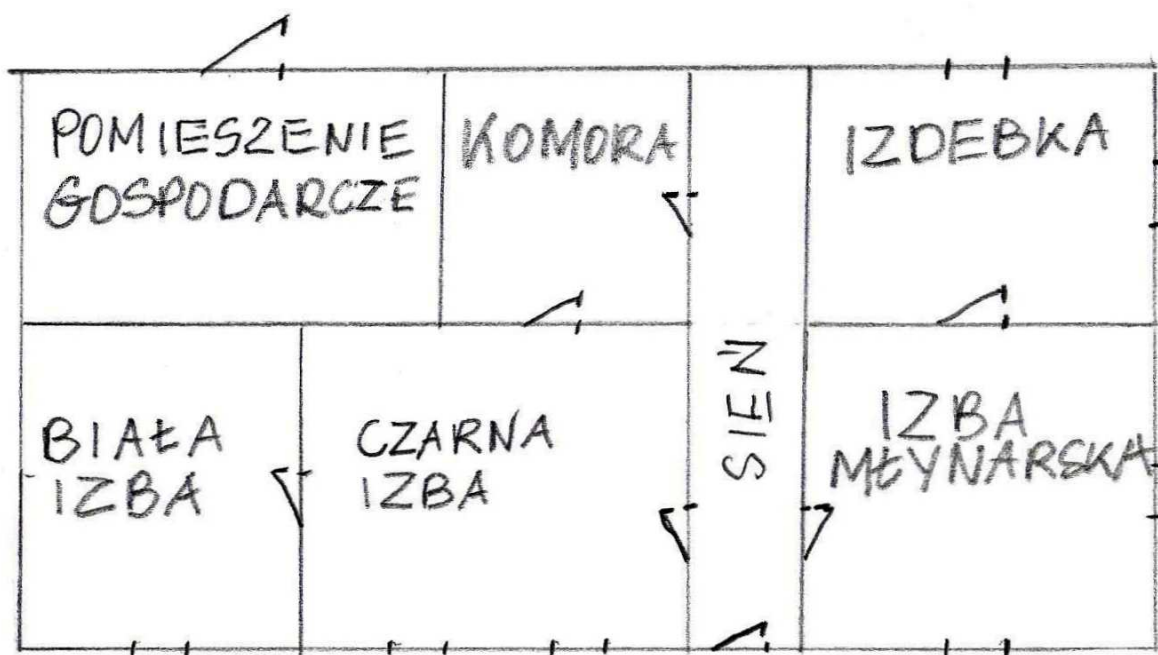 POMIESZENIE
GOSPODARCZE
KOMORA
IZDEBKA
BIAŁA
IZBA
CZARNA
IZBA
SIEŃ
IZBA
MŁYNARSKA